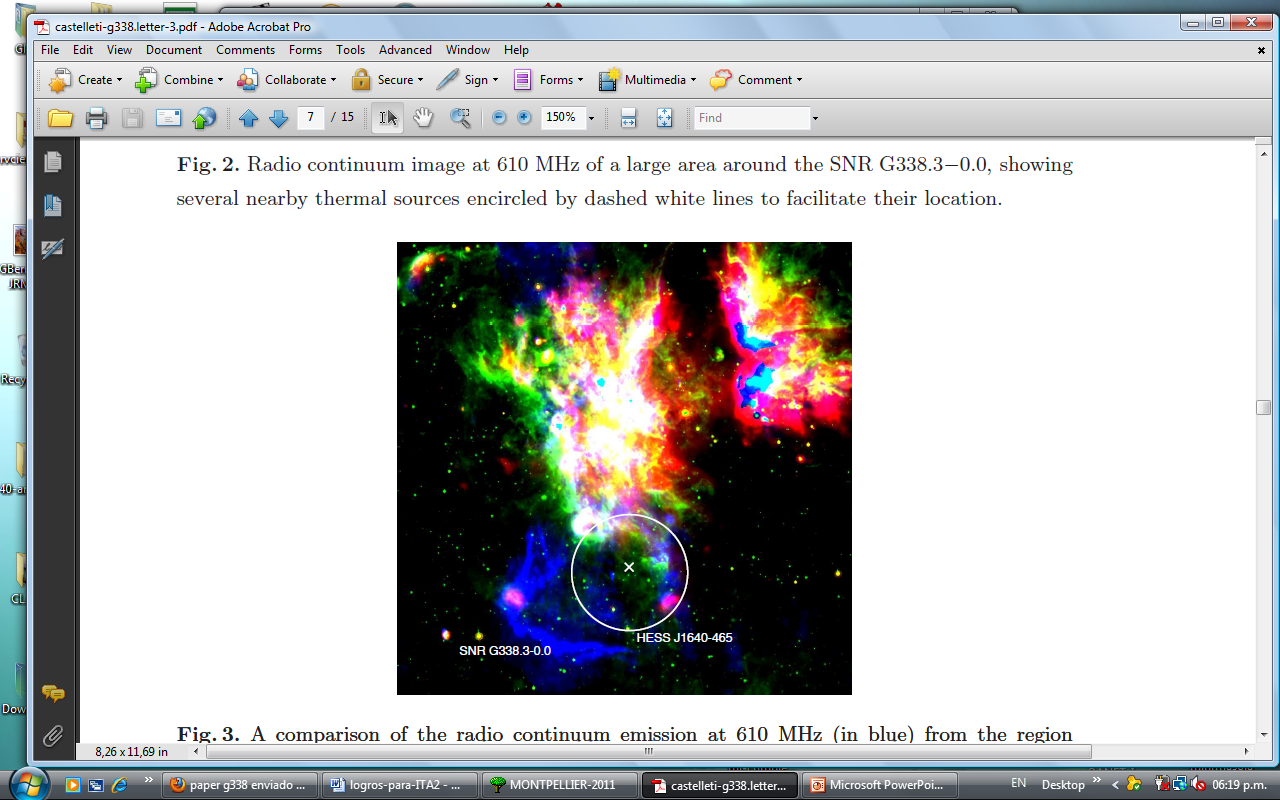 castelleti-g338.letter-3.pdf - Adobe Acrobat Pro
File Edit View Document Comments Forms Tools Advanced Window Help
Create Combine Collaborate Secure Sign Forms Multimedia Comment
7 / 15 150% Find
Fig. 2. Radio continuum image at 610 MHz of a large area around the SNR G338.3−0.0, showing
several nearby thermal sources encircled by dashed white lines to facilitate their location.
HESS J1640-465
SNR G338.3-0.0
Fig. 3. A comparison of the radio continuum emission at 610 MHz (in blue) from the region
8,26 x 11,69 in
paper g338 enviado ... logros-para-ITA2 - ... MONTPELLIER-2011 castelleti-g338.letter... Microsoft PowerPoi... EN Desktop 06:19 p.m.